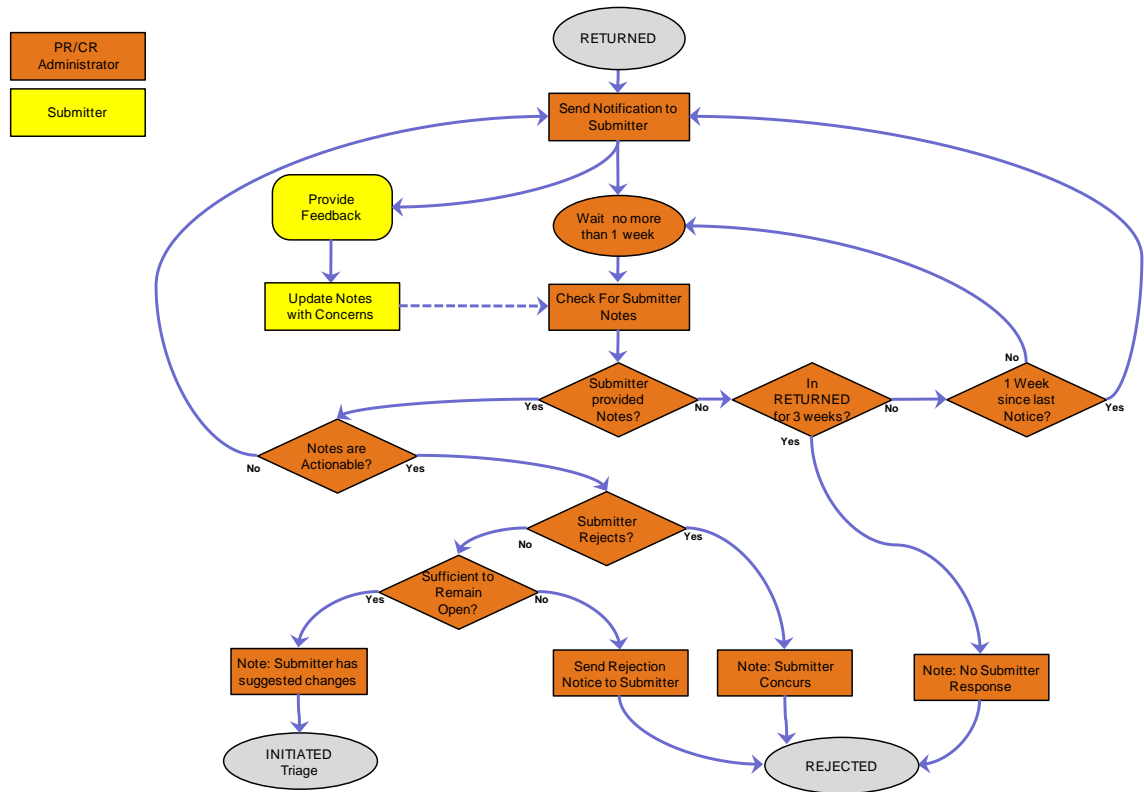 PR/CR
Administrator
Submitter
RETURNED
Send Notification to
Submitter
Provide
Feedback
Wait no more
than 1 week
Update Notes
with Concerns
Check For Submitter
Notes
Submitter
provided
Notes?
Yes
No
In
RETURNED
for 3 weeks?
No
Yes
1 Week
since last
Notice?
No
Yes
Notes are
Actionable?
No
Yes
Submitter
Rejects?
No
Yes
Sufficient to
Remain
Open?
Yes
No
Note: Submitter has
suggested changes
Send Rejection
Notice to Submitter
Note: Submitter
Concurs
Note: No Submitter
Response
INITIATED
Triage
REJECTED